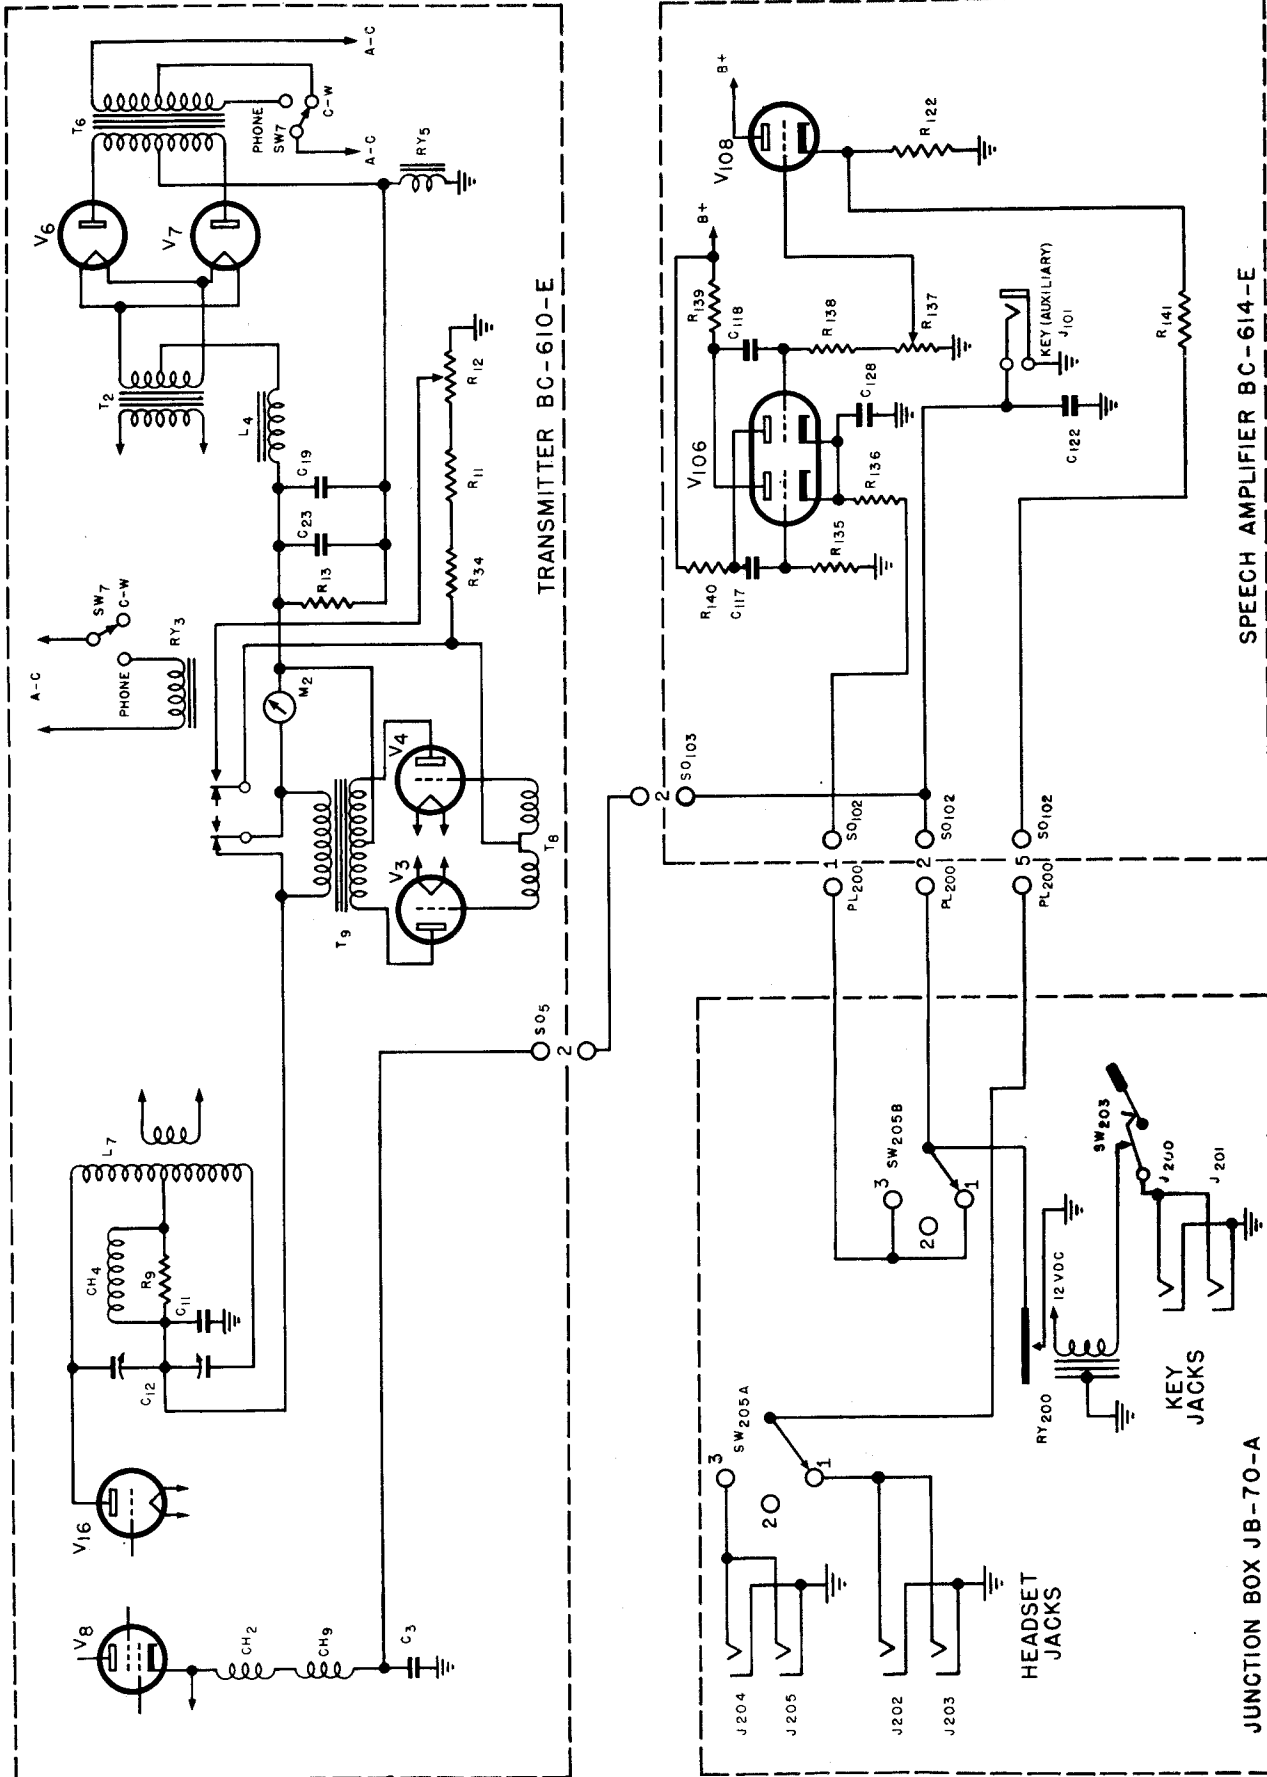 TRANSMITTER BC-610-E
V8
CH2
CH9
C3
V16
C12
CH4
R9
C11
L7
SO5
2
T9
V3
V4
T8
M2
A-C
PHONE
SW7
C-W
RY3
R13
C23
C19
L4
R34
R11
R12
T2
V6
V7
T6
PHONE
SW7
C-W
A-C
A-C
RY5
SPEECH AMPLIFIER BC-614-E
2
SO103
1
SO102
PL200
2
SO102
PL200
5
SO102
PL200
R140
C117
R135
V106
R136
C128
R139
C118
R138
R137
B+
V108
B+
R122
KEY (AUXILIARY)
J101
C122
R141
JUNCTION BOX JB-70-A
J204
J205
J202
J203
HEADSET
JACKS
3
2
1
SW205A
3
2
1
SW205B
RY200
12 VDC
SW203
J200
J201
KEY
JACKS